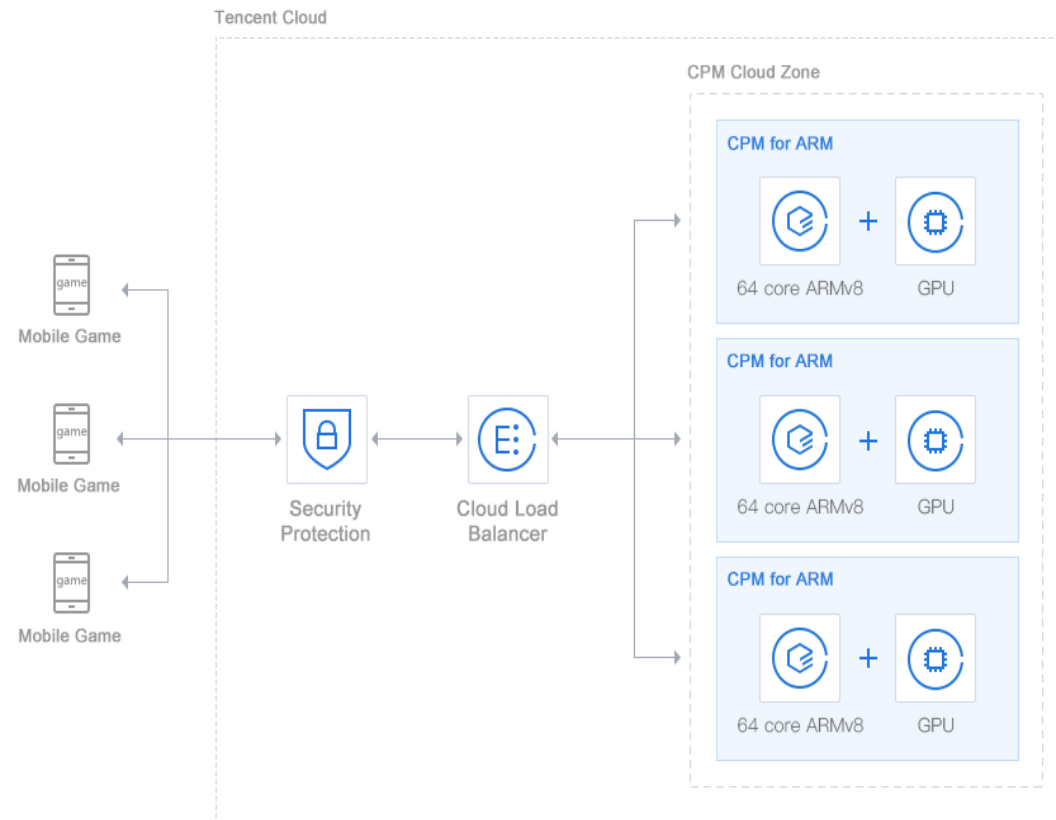 Tencent Cloud
CPM Cloud Zone
CPM for ARM
+
64 core ARMv8
GPU
game
Mobile Game
CPM for ARM
+
64 core ARMv8
GPU
game
Mobile Game
E:
Security
Protection
Cloud Load
Balancer
CPM for ARM
+
64 core ARMv8
GPU
game
Mobile Game